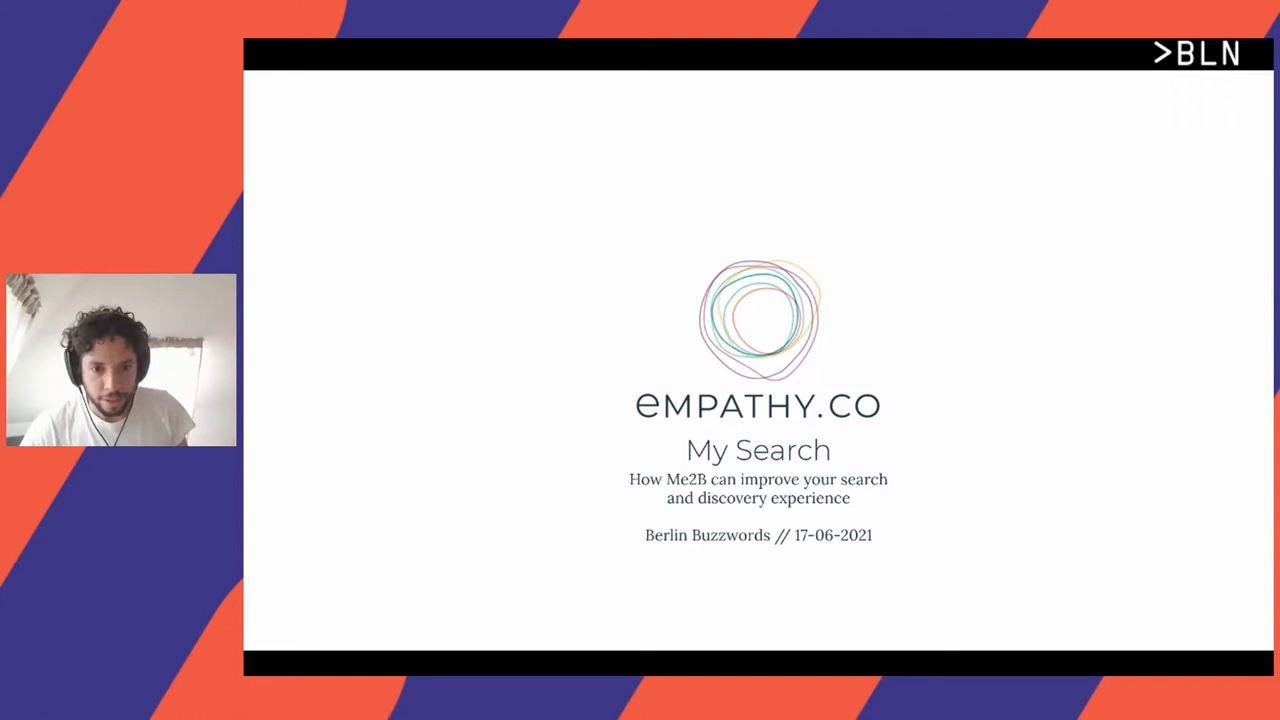 >BLN
eMPATHY.CO
My Search
How Me2B can improve your search
and discovery experience
Berlin Buzzwords // 17-06-2021